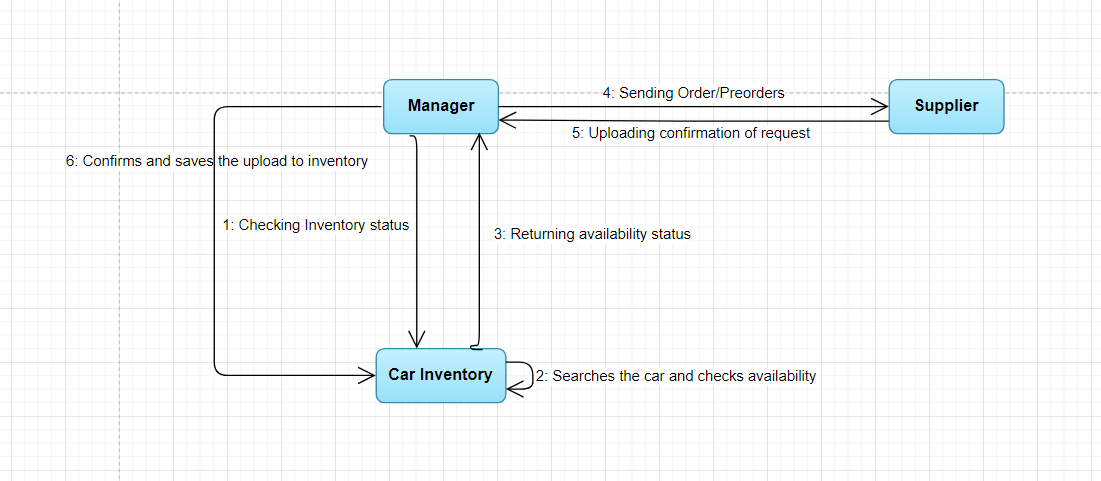 4: Sending Order/Preorders
Manager
Supplier
5: Uploading confirmation of request
6: Confirms and saves the upload to inventory
1: Checking Inventory status
3: Returning availability status
Car Inventory
2: Searches the car and checks availability